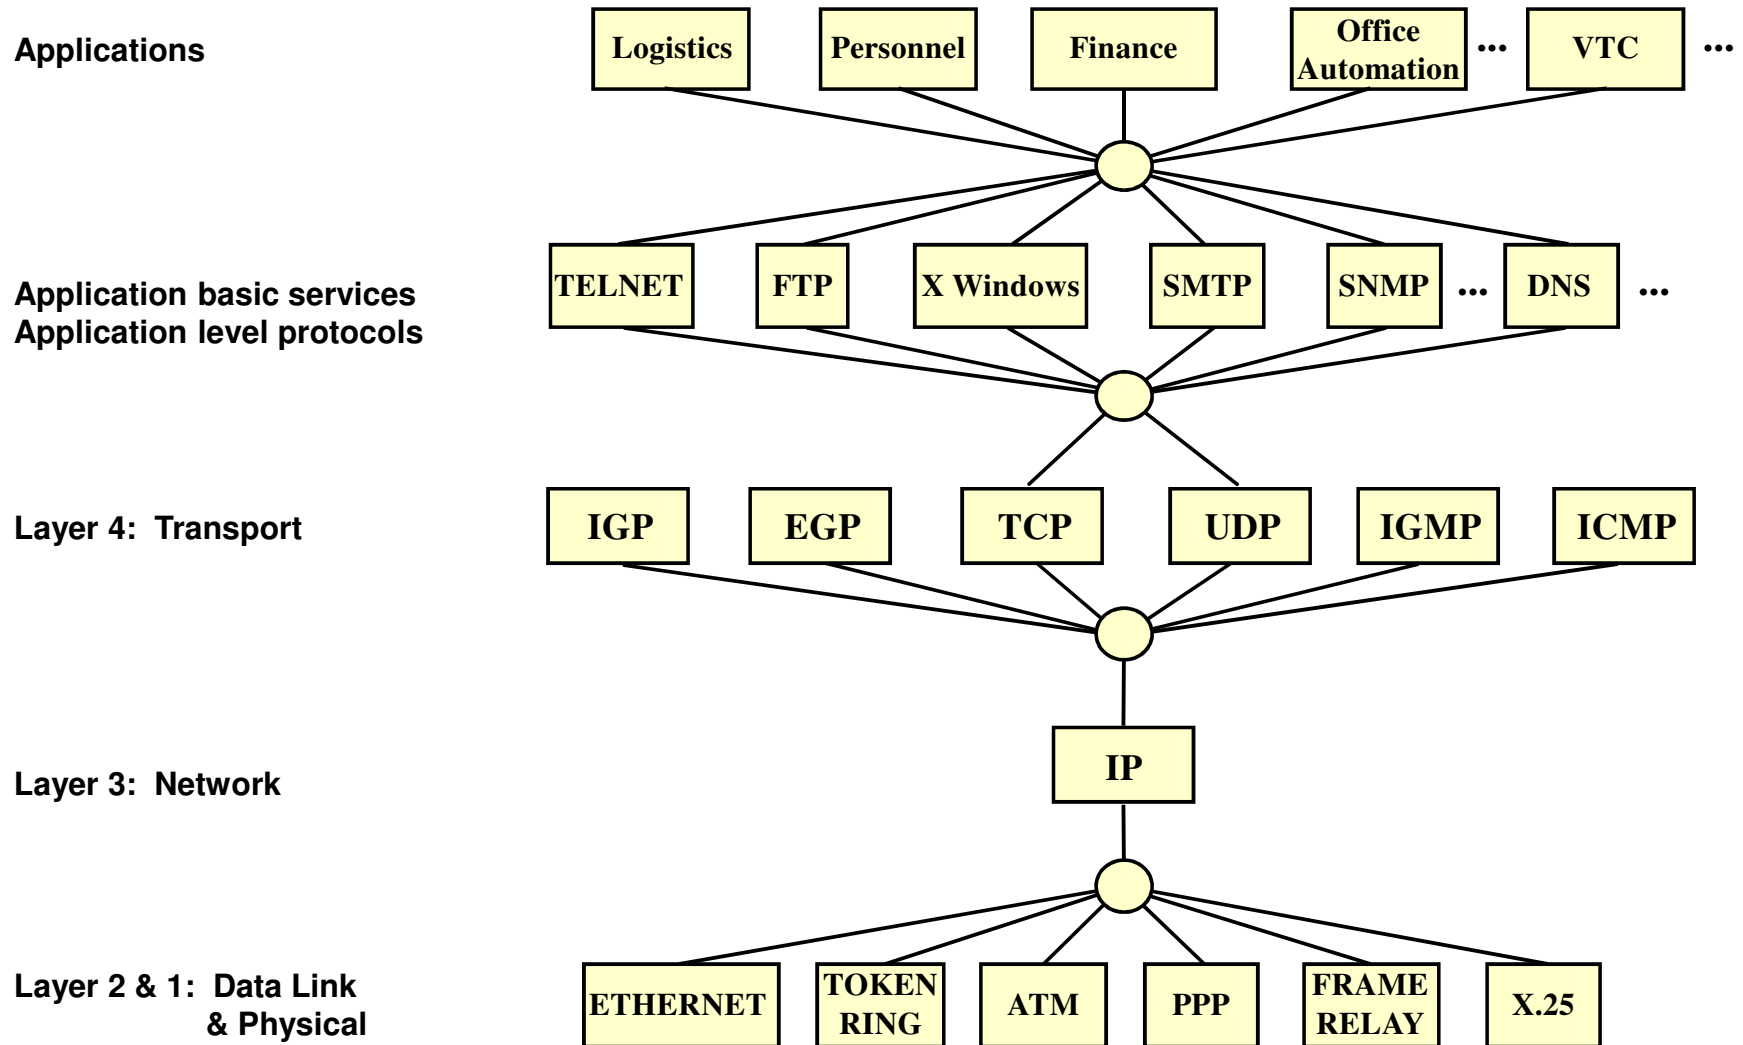 Applications
Logistics
Personnel
Finance
Office
Automation
...
VTC
...
Application basic services
Application level protocols
TELNET
FTP
X Windows
SMTP
SNMP
...
DNS
...
Layer 4:  Transport
IGP
EGP
TCP
UDP
IGMP
ICMP
Layer 3:  Network
IP
Layer 2 & 1:  Data Link
& Physical
ETHERNET
TOKEN
RING
ATM
PPP
FRAME
RELAY
X.25